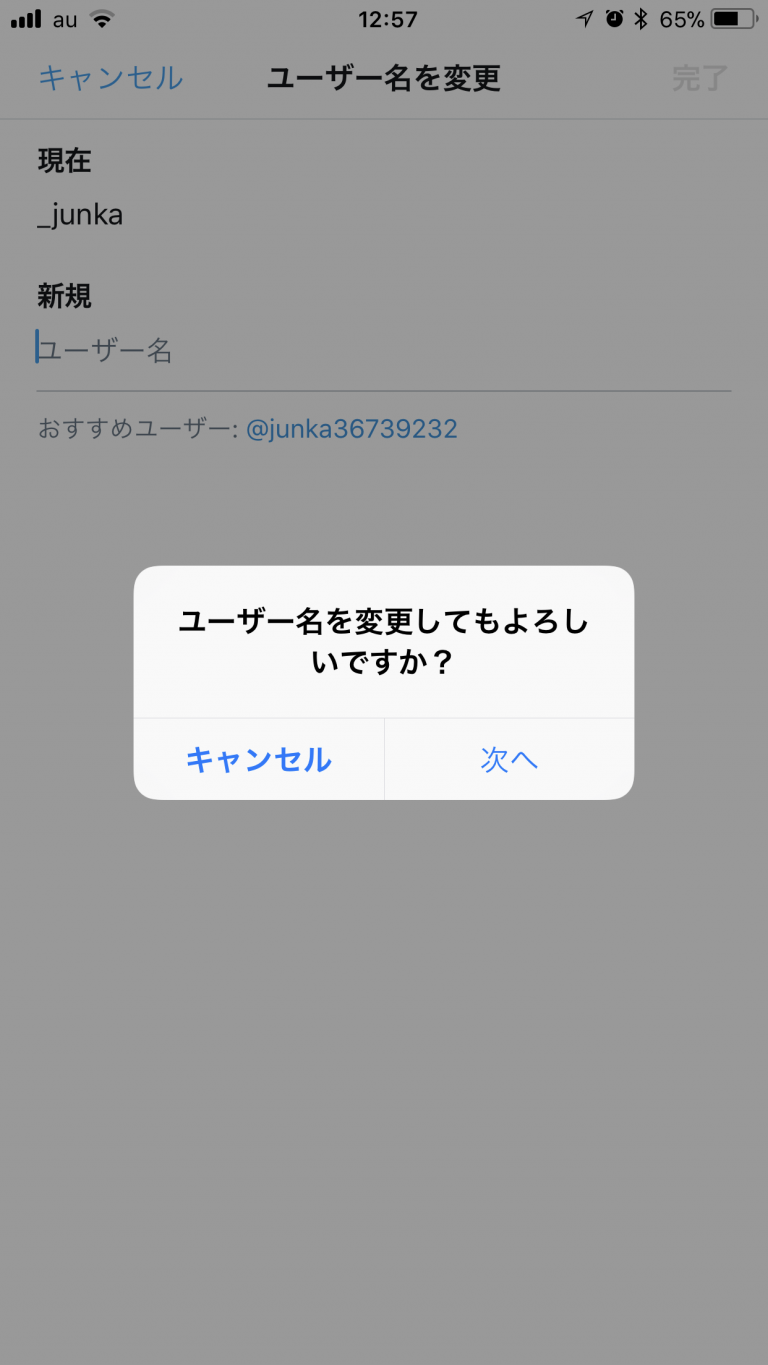 au 12:57 65%
キャンセル ユーザー名を変更 完了
現在
_junka
新規
ユーザー名
おすすめユーザー: @junka36739232
ユーザー名を変更してもよろし
いですか？
キャンセル 次へ